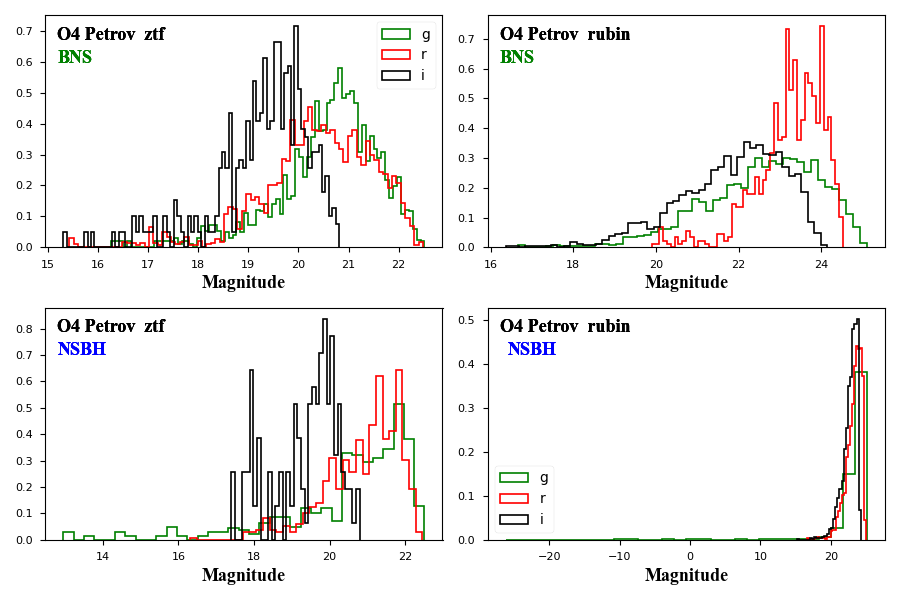 O4 Petrov ztf
BNS
g
r
i
0.7
0.6
0.5
0.4
0.3
0.2
0.1
0.0
15 16 17 18 19 20 21 22
Magnitude
O4 Petrov rubin
BNS
0.7
0.6
0.5
0.4
0.3
0.2
0.1
0.0
16 18 20 22 24
Magnitude
O4 Petrov ztf
NSBH
0.8
0.7
0.6
0.5
0.4
0.3
0.2
0.1
0.0
14 16 18 20 22
Magnitude
O4 Petrov rubin
NSBH
0.5
0.4
0.3
0.2
0.1
0.0
g
r
i
−20 −10 0 10 20
Magnitude